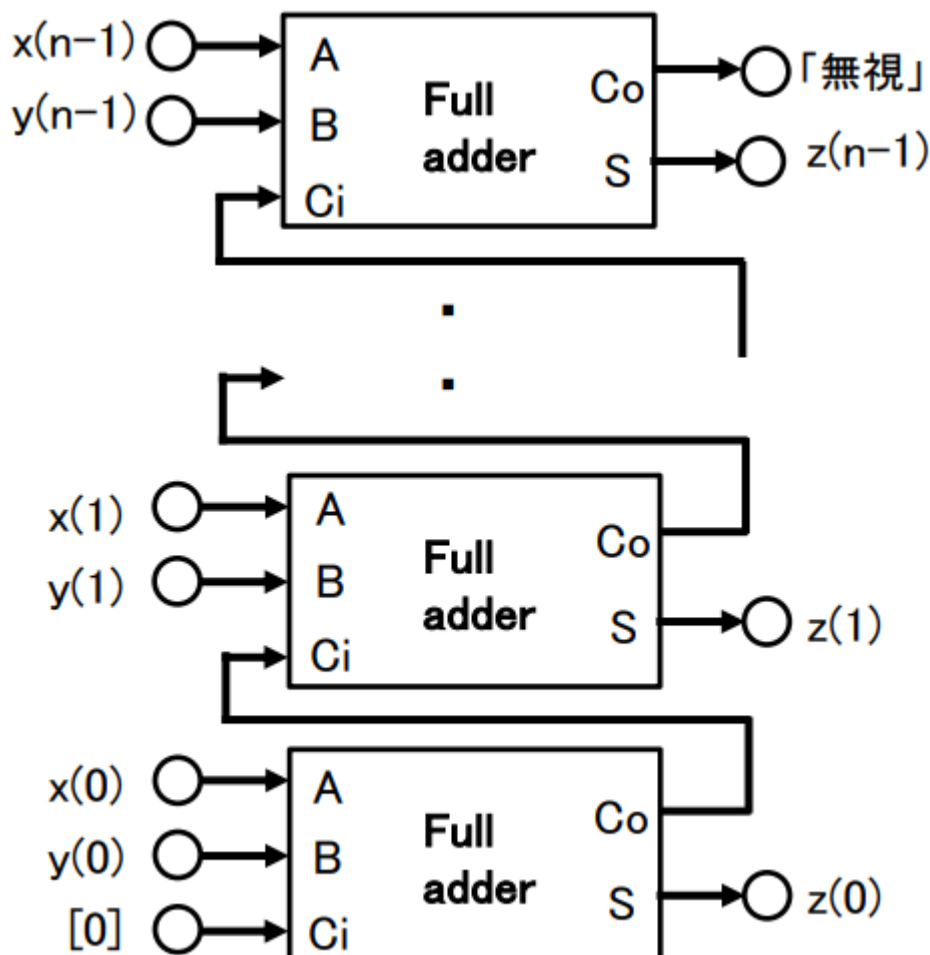 x(n-1)
A
Full
adder
Co
「無視」
y(n-1)
B
S
z(n-1)
Ci
x(1)
A
Full
adder
Co
y(1)
B
S
z(1)
Ci
x(0)
A
Full
adder
Co
y(0)
B
S
z(0)
[0]
Ci